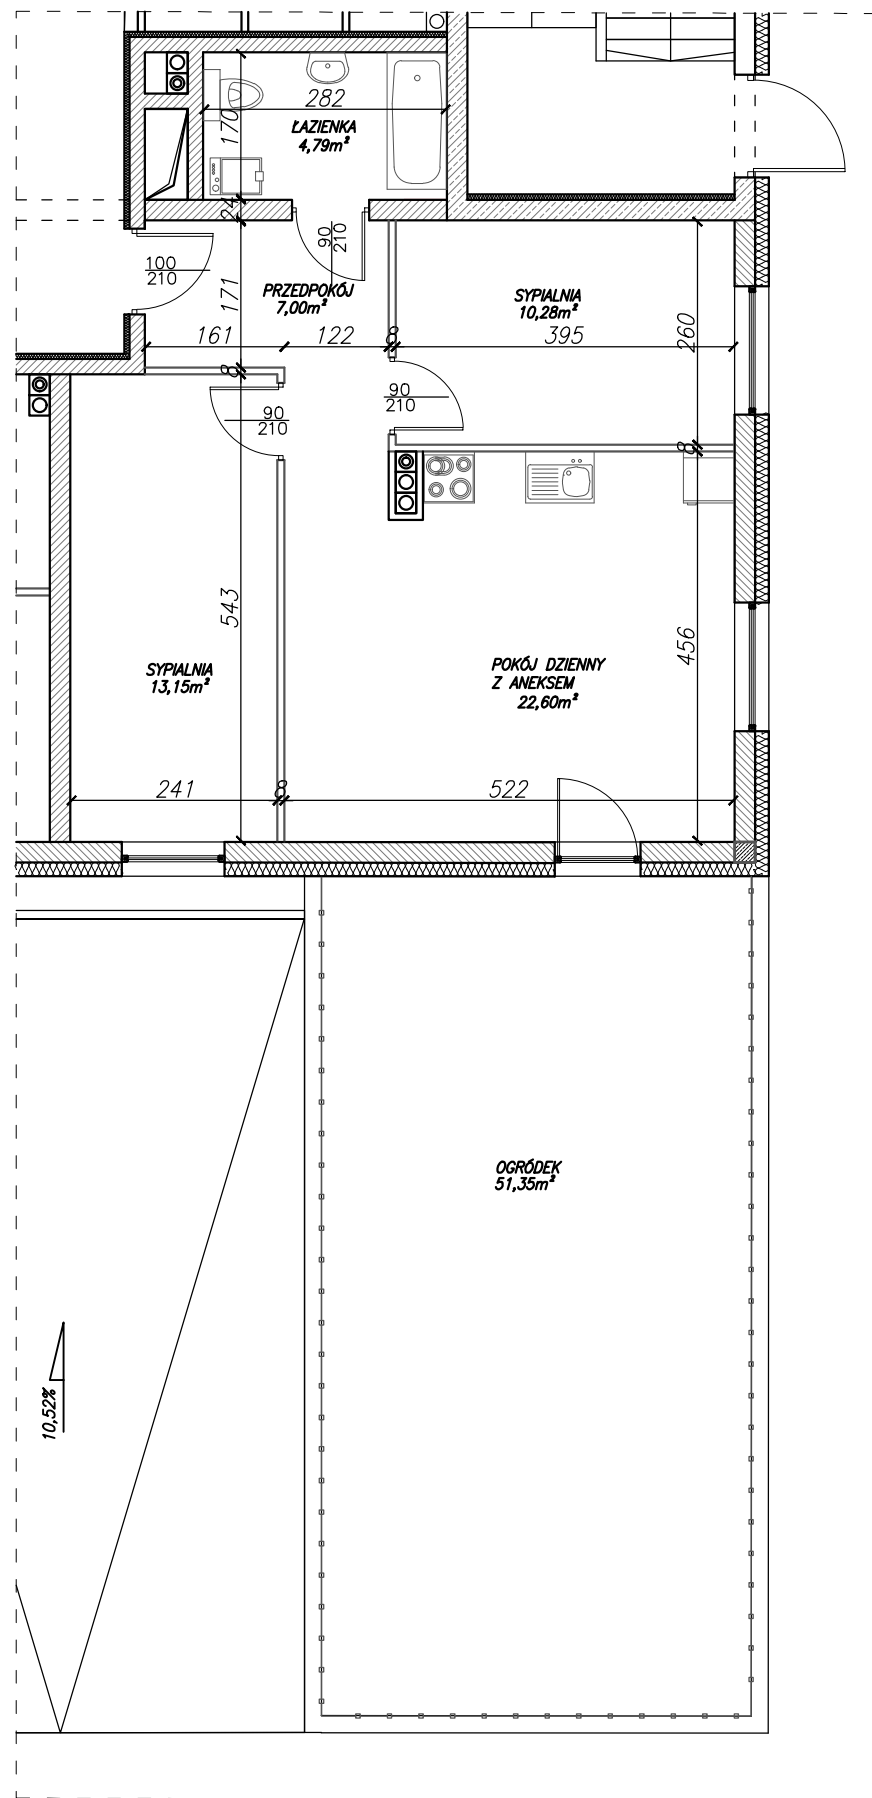 282
170
ŁAZIENKA
4,79m²
24
90
210
100
210
171
PRZEDPOKÓJ
7,00m²
SYPIALNIA
10,28m²
161
122
8
395
260
8
90
210
90
210
8
543
456
SYPIALNIA
13,15m²
POKÓJ DZIENNY
Z ANEKSEM
22,60m²
241
8
522
OGRÓDEK
51,35m²
10,52%